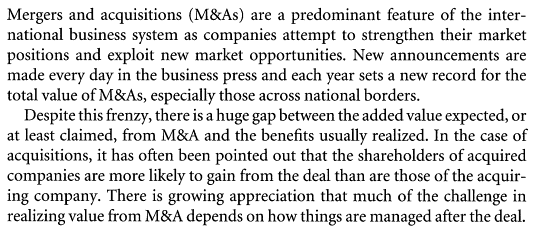 Mergers and acquisitions (M&As) are a predominant feature of the inter-
national business system as companies attempt to strengthen their market
positions and exploit new market opportunities. New announcements are
made every day in the business press and each year sets a new record for the
total value of M&As, especially those across national borders.
Despite this frenzy, there is a huge gap between the added value expected, or
at least claimed, from M&A and the benefits usually realized. In the case of
acquisitions, it has often been pointed out that the shareholders of acquired
companies are more likely to gain from the deal than are those of the acquir-
ing company. There is growing appreciation that much of the challenge in
realizing value from M&A depends on how things are managed after the deal.